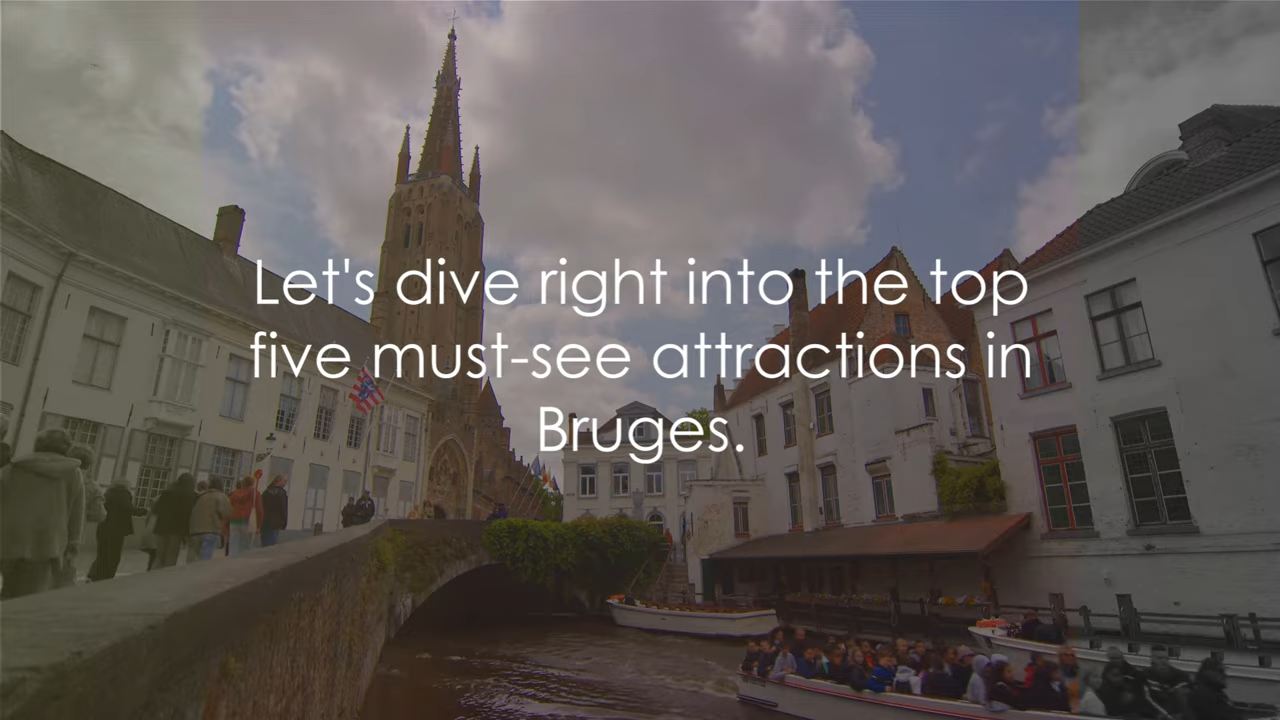 Let's dive right into the top
five must-see attractions in
Bruges.